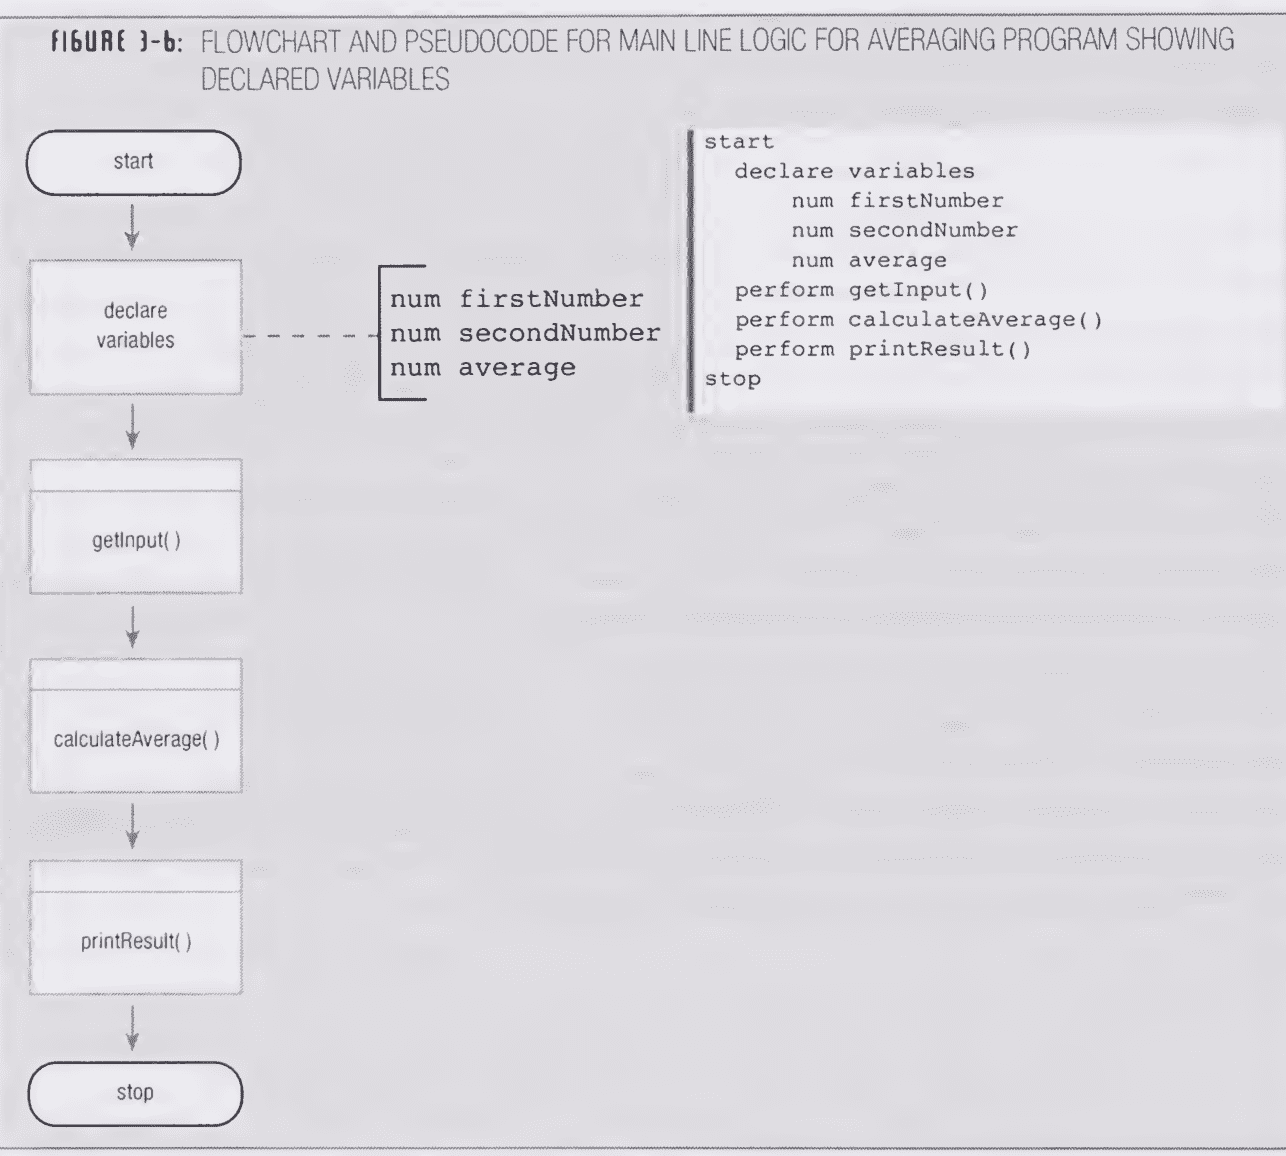 FIGURE 3-6: FLOWCHART AND PSEUDOCODE FOR MAIN LINE LOGIC FOR AVERAGING PROGRAM SHOWING
DECLARED VARIABLES
start
declare
variables
num firstNumber
num secondNumber
num average
getInput( )
calculateAverage( )
printResult( )
stop
start
declare variables
num firstNumber
num secondNumber
num average
perform getInput()
perform calculateAverage()
perform printResult()
stop